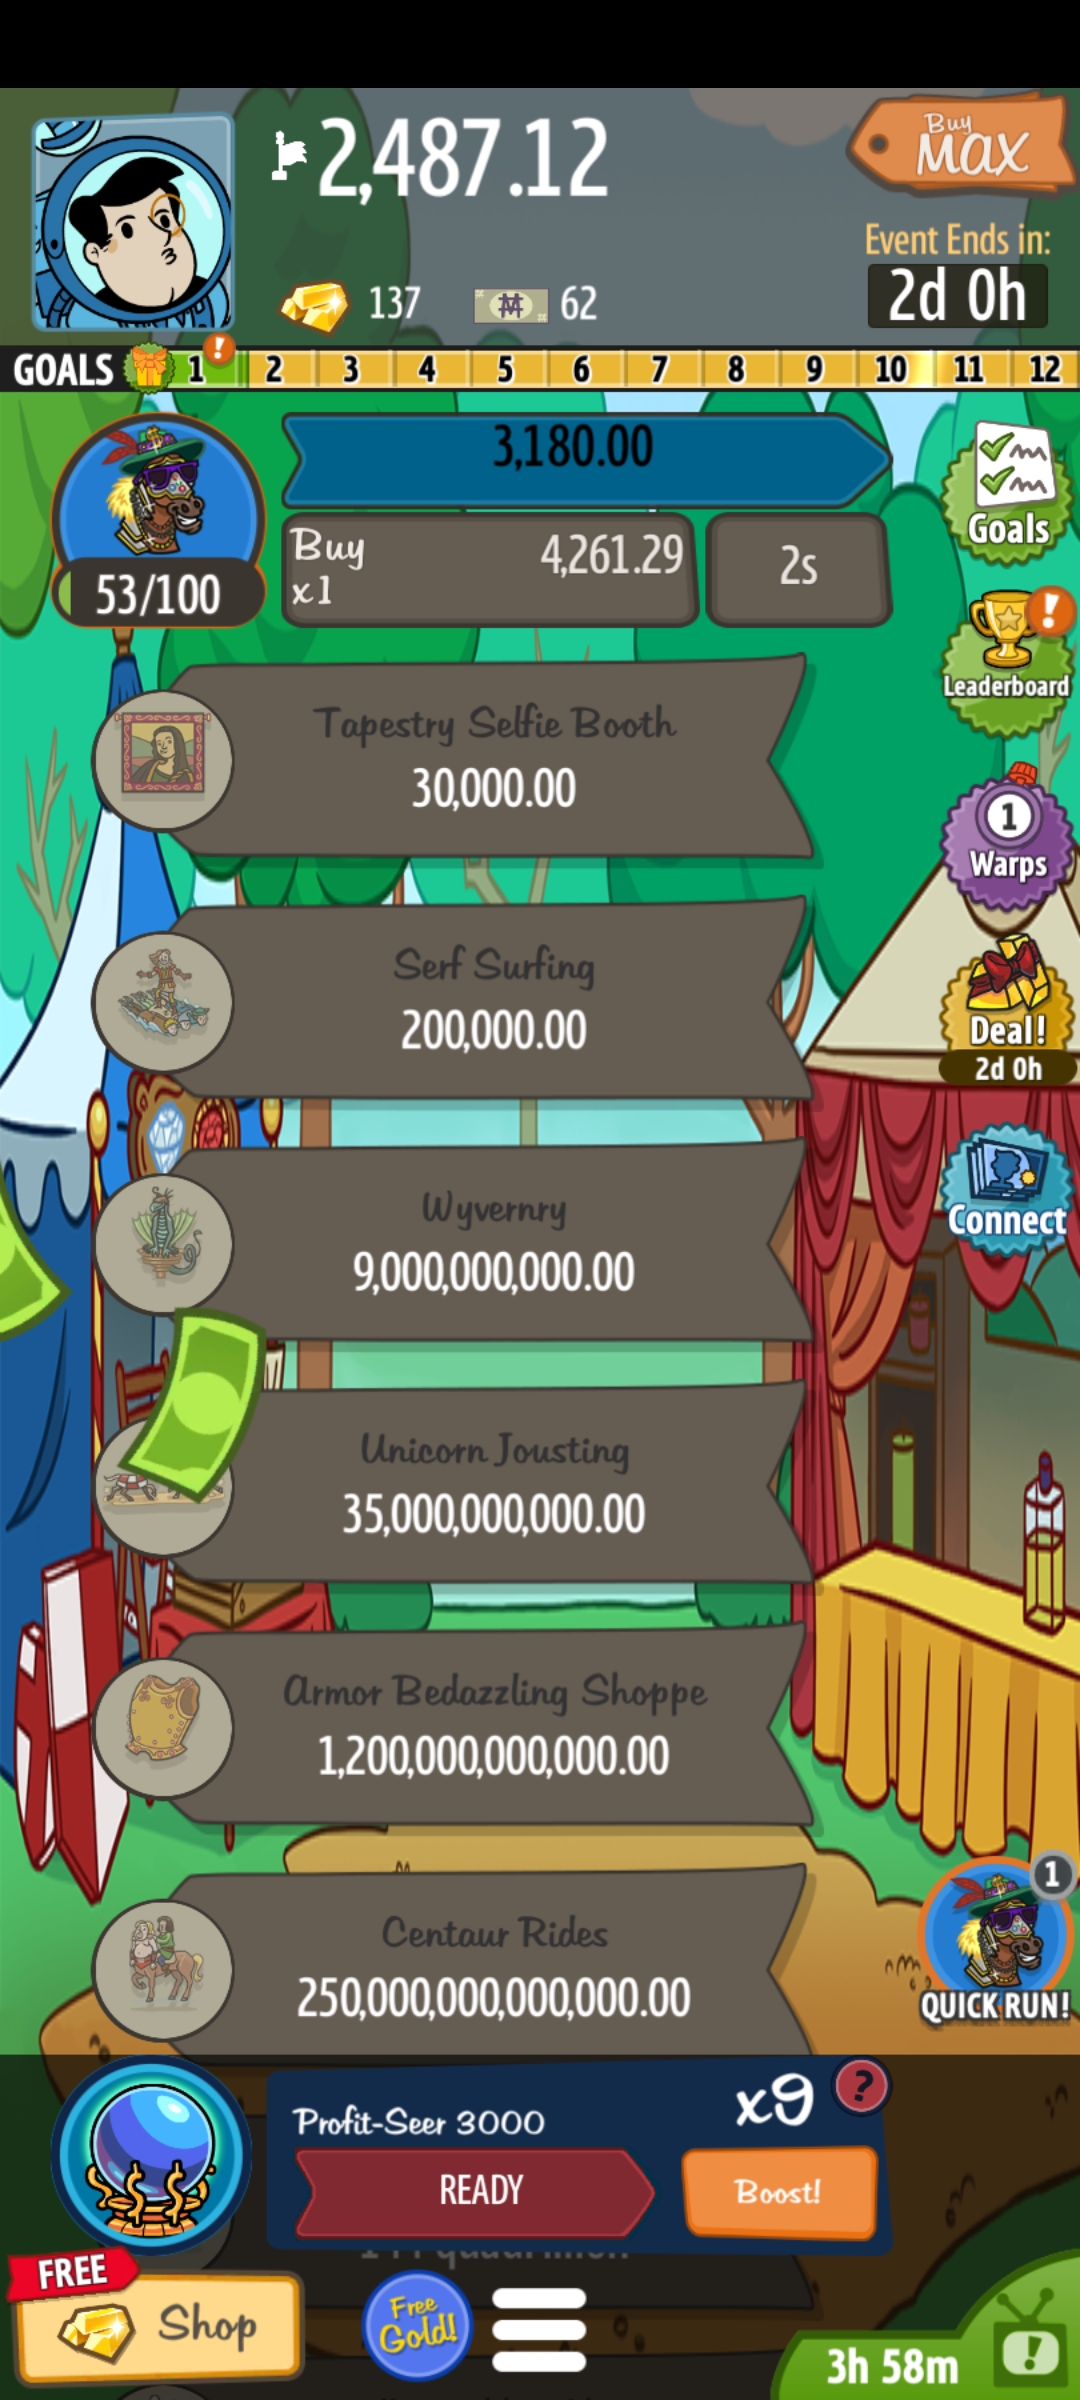 2,487.12
Buy
MAX
Event Ends in:
2d 0h
137
62
GOALS 1 ! 2 3 4 5 6 7 8 9 10 11 12
3,180.00
53/100
Buy
x1
4,261.29
2s
Goals
!
Leaderboard
Tapestry Selfie Booth
30,000.00
1
Warps
Serf Surfing
200,000.00
Deal!
2d 0h
Wyvernry
9,000,000,000.00
Connect
Unicorn Jousting
35,000,000,000.00
Armor Bedazzling Shoppe
1,200,000,000,000.00
Centaur Rides
250,000,000,000,000.00
1
QUICK RUN!
Profit-Seer 3000
x9
?
READY
Boost!
FREE
Shop
Free
Gold!
3h 58m
!